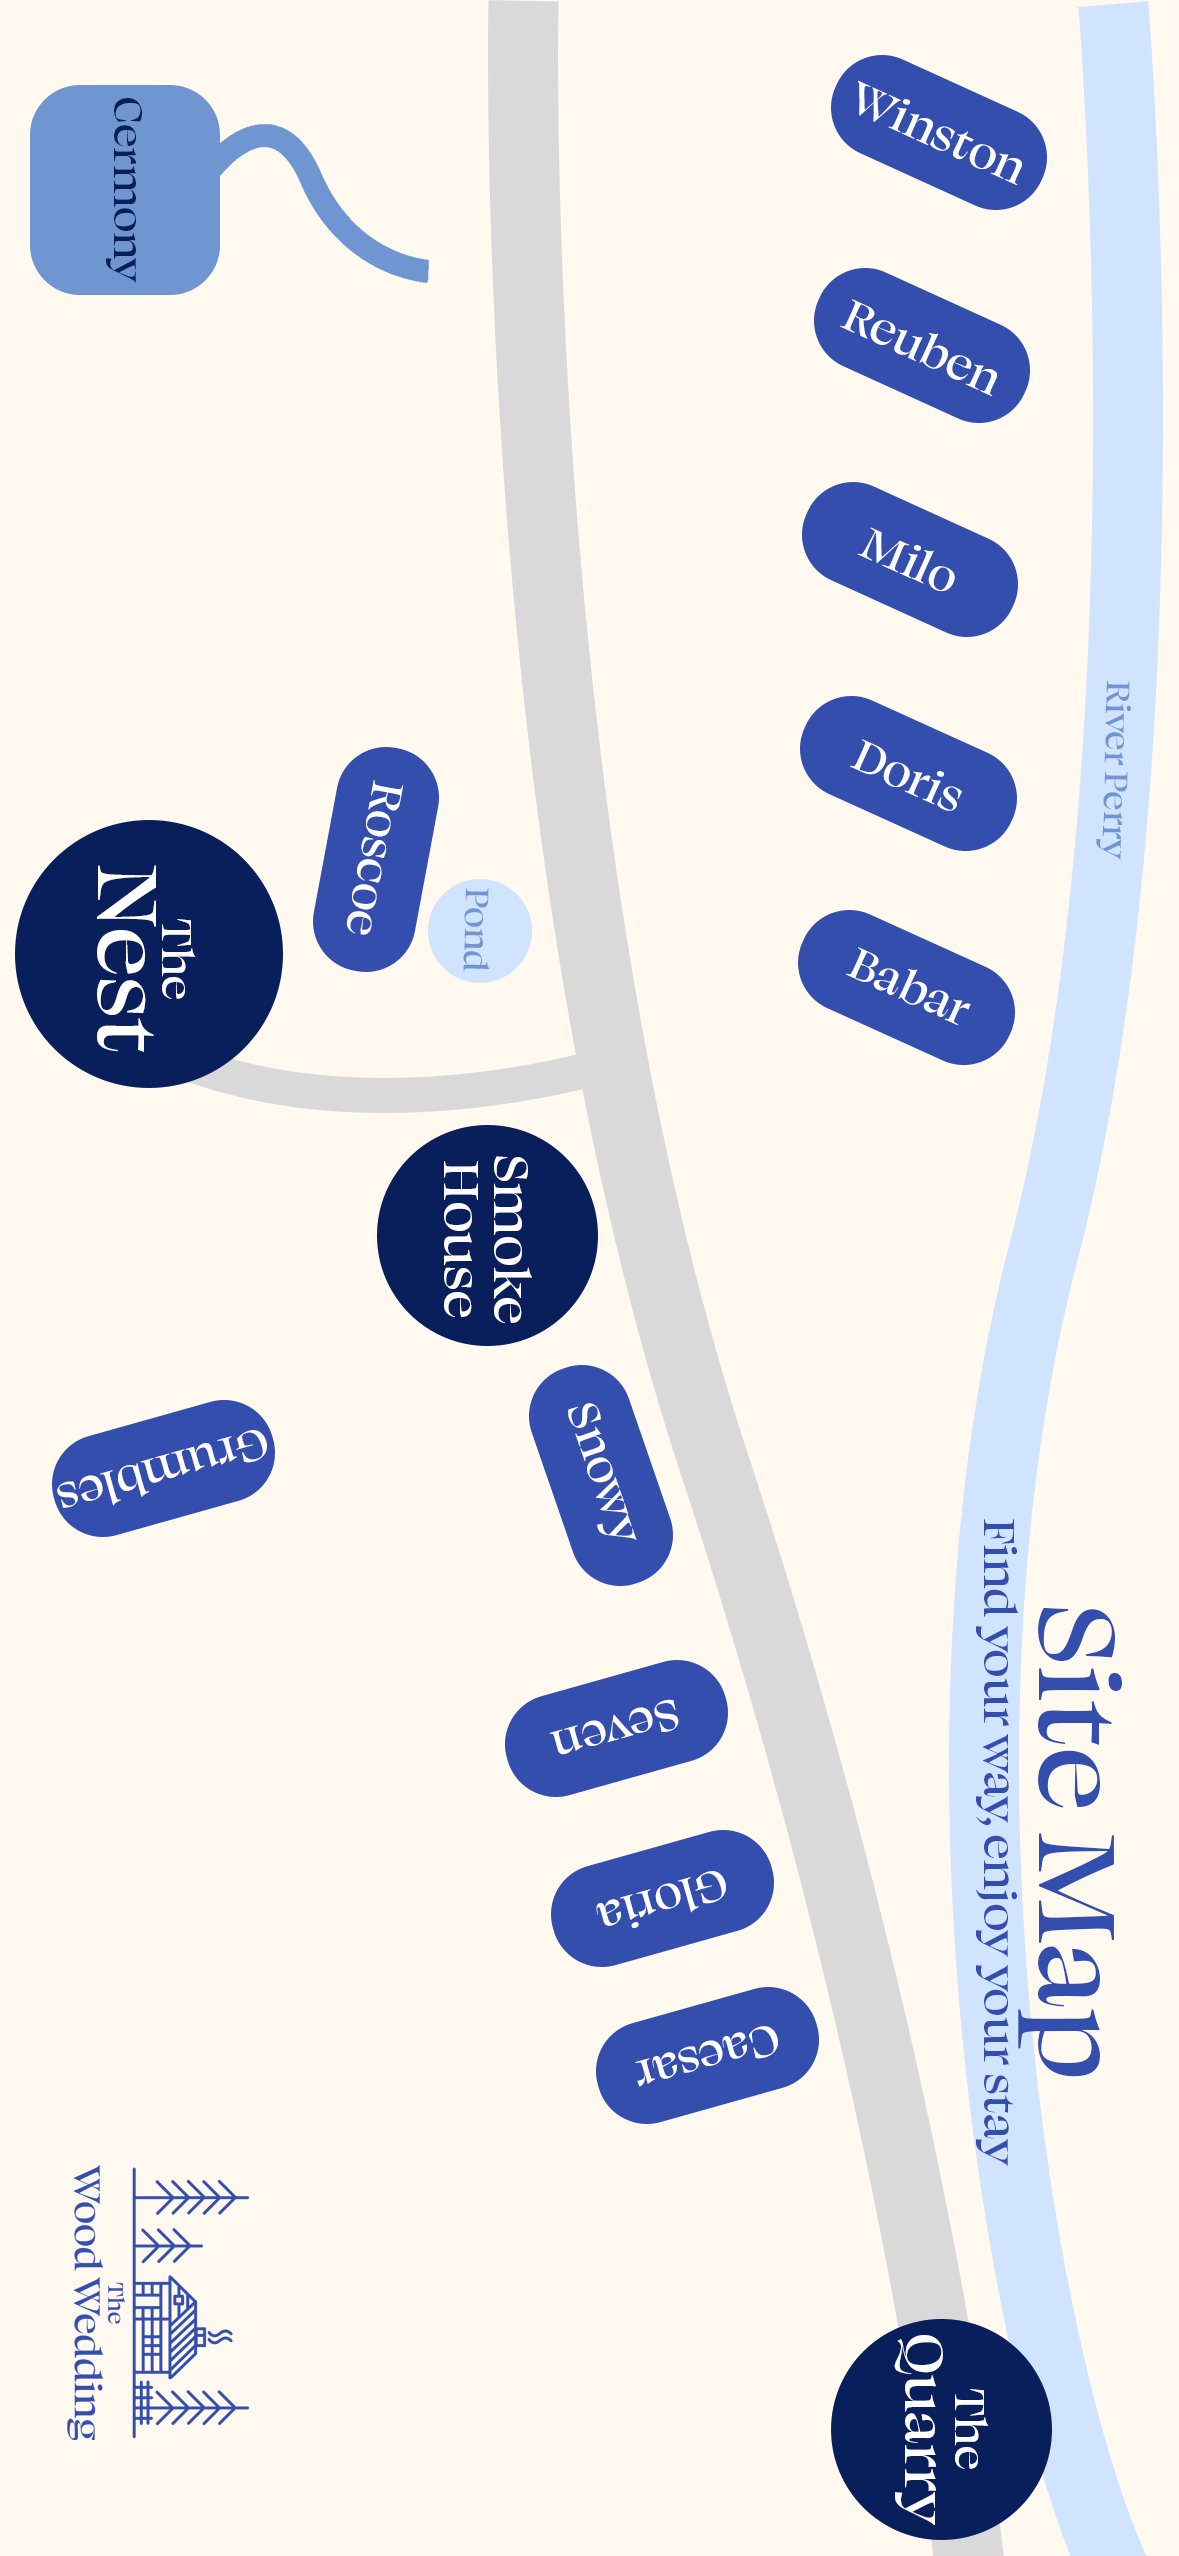 Site Map
Find your way, enjoy your stay
River Perry
Winston
Reuben
Milo
Doris
Babar
Roscoe
Pond
The
Nest
Cermony
Smoke
House
Snowy
Grumbles
Seven
Gloria
Caesar
The
Quarry
The
Wood Wedding